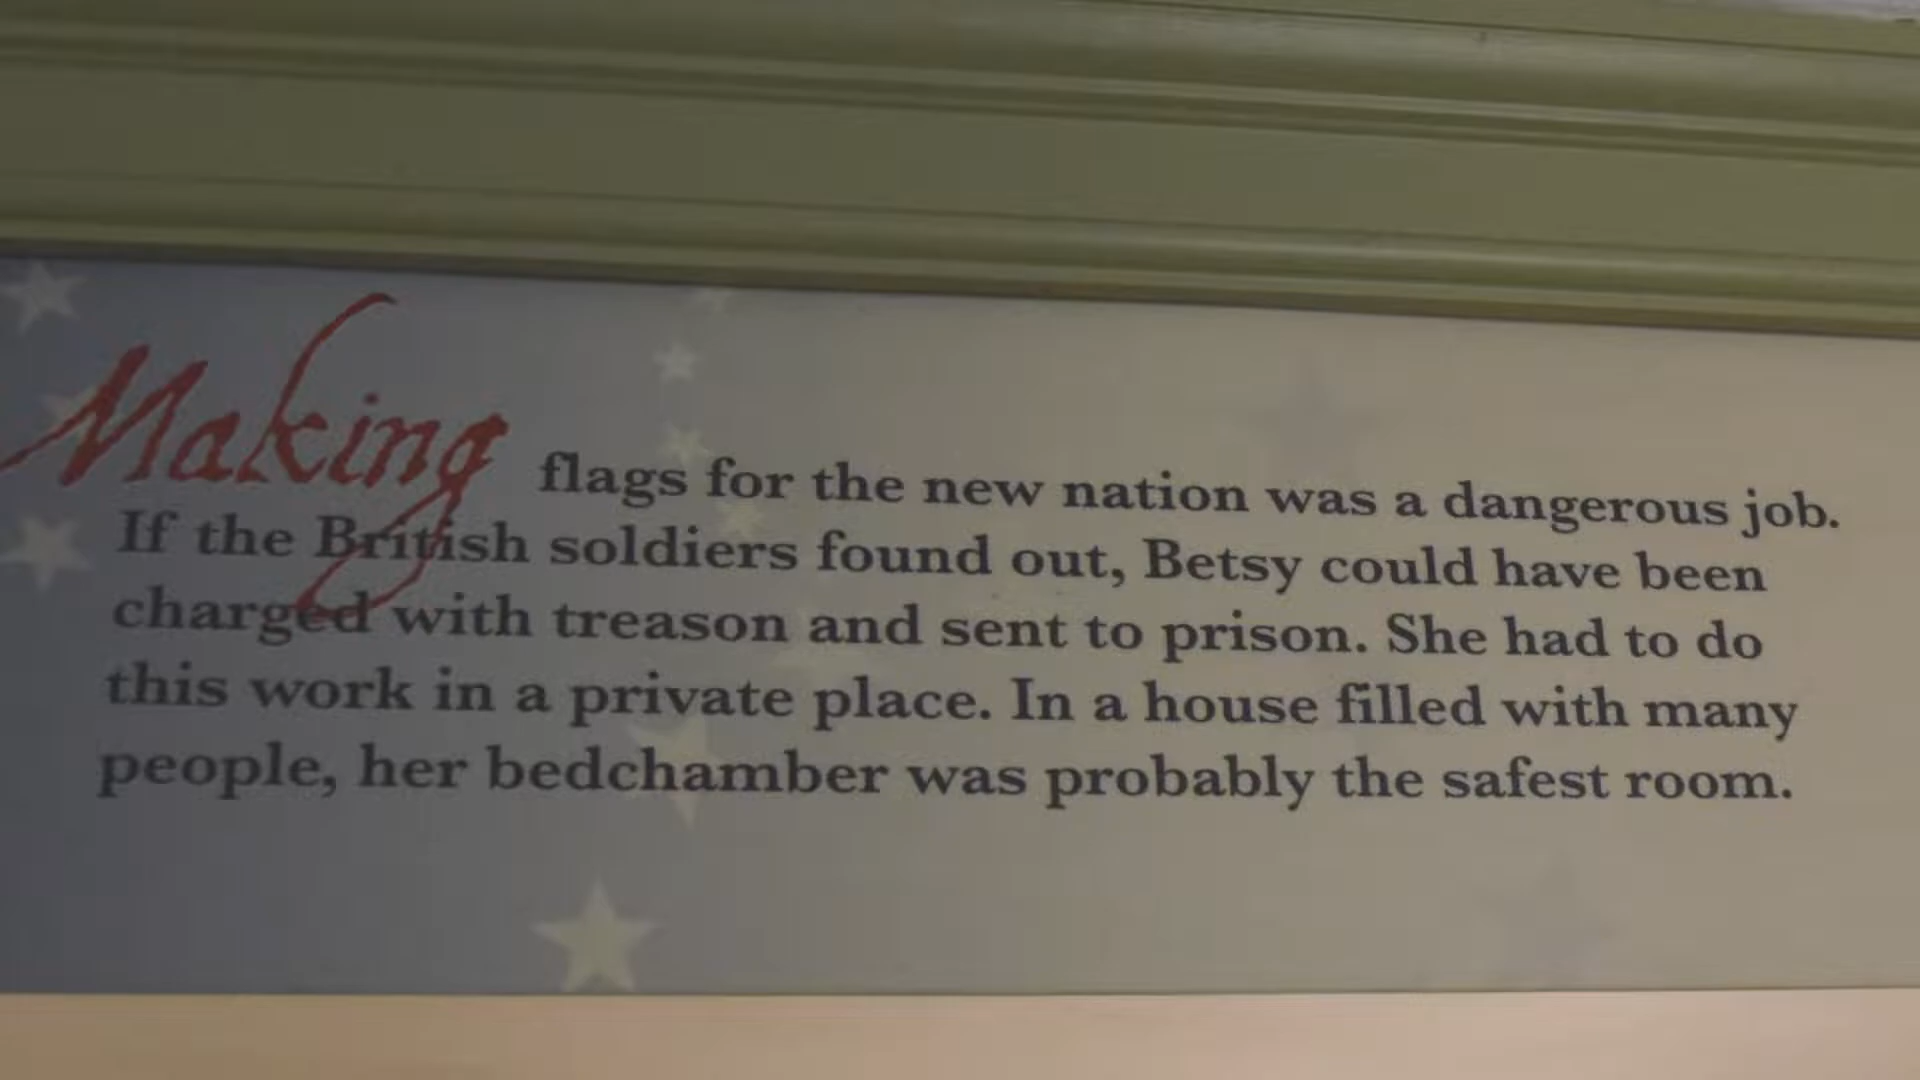 Making flags for the new nation was a dangerous job.
If the British soldiers found out, Betsy could have been
charged with treason and sent to prison. She had to do
this work in a private place. In a house filled with many
people, her bedchamber was probably the safest room.